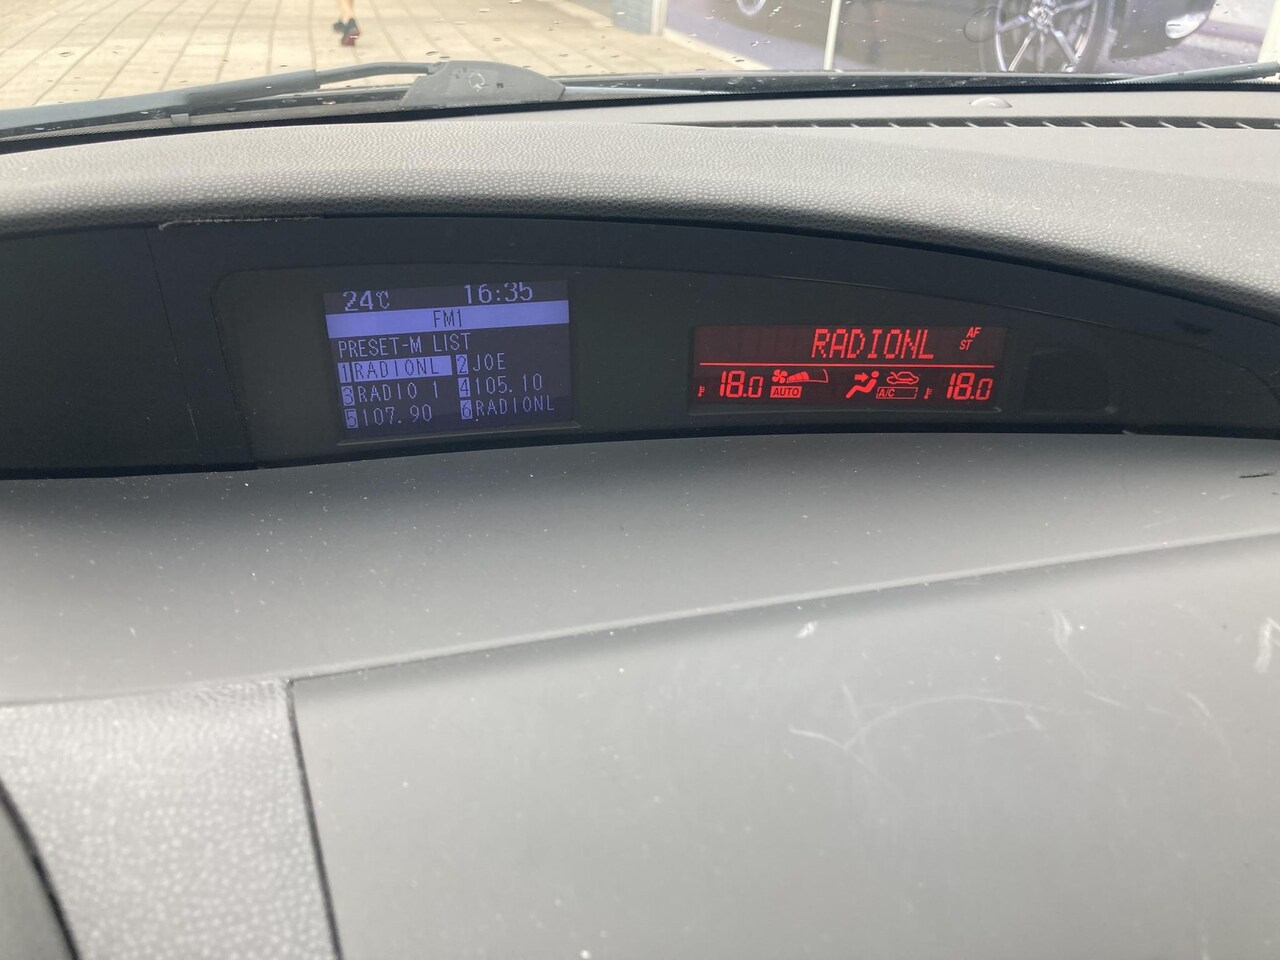 24℃ 16:35
FM1
PRESET-M LIST
1 RADIONL 2 JOE
3 RADIO 1 4 105.10
5 107.90 6 RADIONL
RADIONL AF
ST
18.0 AUTO A/C 18.0